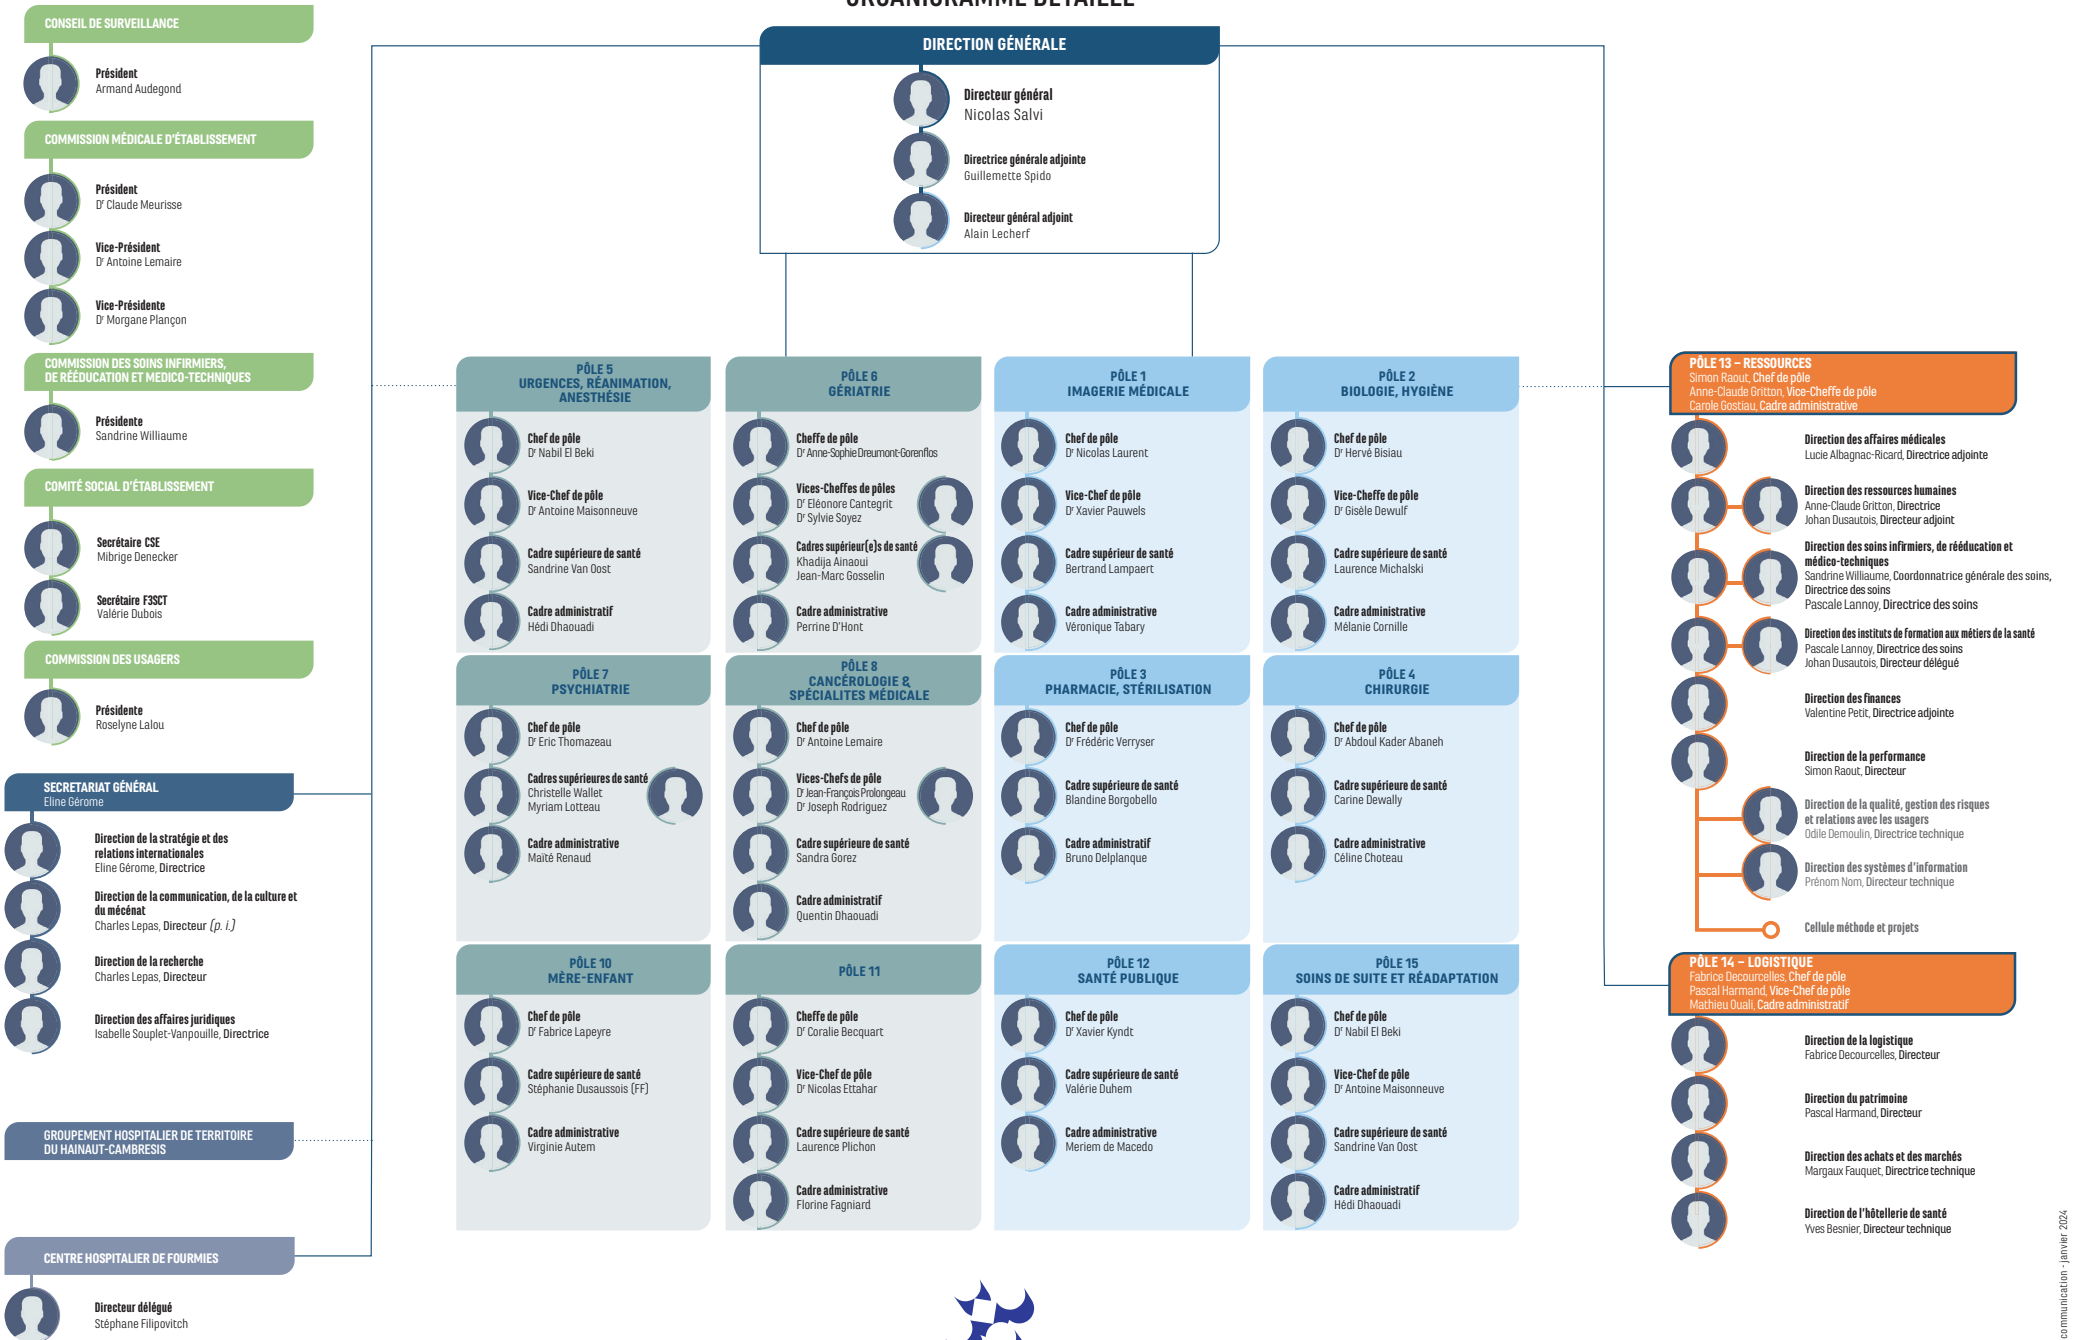 ORGANIGRAMME DÉTAILLÉ
CONSEIL DE SURVEILLANCE
Président
Armand Audegond
COMMISSION MÉDICALE D'ÉTABLISSEMENT
Président
Dr Claude Meurisse
Vice-Président
Dr Antoine Lemaire
Vice-Présidente
Dr Morgane Plançon
COMMISSION DES SOINS INFIRMIERS,
DE RÉÉDUCATION ET MEDICO-TECHNIQUES
Présidente
Sandrine Williaume
COMITÉ SOCIAL D'ÉTABLISSEMENT
Secrétaire CSE
Mibrige Denecker
Secrétaire F3SCT
Valérie Dubois
COMMISSION DES USAGERS
Présidente
Roselyne Lalou
SECRETARIAT GÉNÉRAL
Eline Gérome
Direction de la stratégie et des
relations internationales
Eline Gérome, Directrice
Direction de la communication, de la culture et
du mécénat
Charles Lepas, Directeur (p. i.)
Direction de la recherche
Charles Lepas, Directeur
Direction des affaires juridiques
Isabelle Souplet-Vanpouille, Directrice
GROUPEMENT HOSPITALIER DE TERRITOIRE
DU HAINAUT-CAMBRESIS
CENTRE HOSPITALIER DE FOURMIES
Directeur délégué
Stéphane Filipovitch
DIRECTION GÉNÉRALE
Directeur général
Nicolas Salvi
Directrice générale adjointe
Guillemette Spido
Directeur général adjoint
Alain Lecherf
PÔLE 5
URGENCES, RÉANIMATION,
ANESTHÉSIE
Chef de pôle
Dr Nabil El Beki
Vice-Chef de pôle
Dr Antoine Maisonneuve
Cadre supérieure de santé
Sandrine Van Oost
Cadre administratif
Hédi Dhaouadi
PÔLE 6
GÉRIATRIE
Cheffe de pôle
Dr Anne-Sophie Dreumont-Gorenflos
Vices-Cheffes de pôles
Dr Eléonore Cantegrit
Dr Sylvie Soyez
Cadres supérieur(e)s de santé
Khadija Ainaoui
Jean-Marc Gosselin
Cadre administrative
Perrine D'Hont
PÔLE 1
IMAGERIE MÉDICALE
Chef de pôle
Dr Nicolas Laurent
Vice-Chef de pôle
Dr Xavier Pauwels
Cadre supérieur de santé
Bertrand Lampaert
Cadre administrative
Véronique Tabary
PÔLE 2
BIOLOGIE, HYGIÈNE
Chef de pôle
Dr Hervé Bisiau
Vice-Cheffe de pôle
Dr Gisèle Dewulf
Cadre supérieure de santé
Laurence Michalski
Cadre administrative
Mélanie Cornille
PÔLE 7
PSYCHIATRIE
Chef de pôle
Dr Eric Thomazeau
Cadres supérieures de santé
Christelle Wallet
Myriam Lotteau
Cadre administrative
Maïté Renaud
PÔLE 8
CANCÉROLOGIE &
SPÉCIALITES MÉDICALE
Chef de pôle
Dr Antoine Lemaire
Vices-Chefs de pôle
Dr Jean-François Prolongeau
Dr Joseph Rodriguez
Cadre supérieure de santé
Sandra Gorez
Cadre administratif
Quentin Dhaouadi
PÔLE 3
PHARMACIE, STÉRILISATION
Chef de pôle
Dr Frédéric Verryser
Cadre supérieure de santé
Blandine Borgobello
Cadre administratif
Bruno Delplanque
PÔLE 4
CHIRURGIE
Chef de pôle
Dr Abdoul Kader Abaneh
Cadre supérieure de santé
Carine Dewally
Cadre administrative
Céline Choteau
PÔLE 10
MÈRE-ENFANT
Chef de pôle
Dr Fabrice Lapeyre
Cadre supérieure de santé
Stéphanie Dusaussois (FF)
Cadre administrative
Virginie Autem
PÔLE 11
Cheffe de pôle
Dr Coralie Becquart
Vice-Chef de pôle
Dr Nicolas Ettahar
Cadre supérieure de santé
Laurence Plichon
Cadre administrative
Florine Fagniard
PÔLE 12
SANTÉ PUBLIQUE
Chef de pôle
Dr Xavier Kyndt
Cadre supérieure de santé
Valérie Duhem
Cadre administrative
Meriem de Macedo
PÔLE 15
SOINS DE SUITE ET RÉADAPTATION
Chef de pôle
Dr Nabil El Beki
Vice-Chef de pôle
Dr Antoine Maisonneuve
Cadre supérieure de santé
Sandrine Van Oost
Cadre administratif
Hédi Dhaouadi
PÔLE 13 – RESSOURCES
Simon Raout, Chef de pôle
Anne-Claude Gritton, Vice-Cheffe de pôle
Carole Gostiau, Cadre administrative
Direction des affaires médicales
Lucie Albagnac-Ricard, Directrice adjointe
Direction des ressources humaines
Anne-Claude Gritton, Directrice
Johan Dusautois, Directeur adjoint
Direction des soins infirmiers, de rééducation et
médico-techniques
Sandrine Williaume, Coordonnatrice générale des soins,
Directrice des soins
Pascale Lannoy, Directrice des soins
Direction des instituts de formation aux métiers de la santé
Pascale Lannoy, Directrice des soins
Johan Dusautois, Directeur délégué
Direction des finances
Valentine Petit, Directrice adjointe
Direction de la performance
Simon Raout, Directeur
Direction de la qualité, gestion des risques
et relations avec les usagers
Odile Demoulin, Directrice technique
Direction des systèmes d'information
Prénom Nom, Directeur technique
Cellule méthode et projets
PÔLE 14 – LOGISTIQUE
Fabrice Decourcelles, Chef de pôle
Pascal Harmand, Vice-Chef de pôle
Mathieu Ouali, Cadre administratif
Direction de la logistique
Fabrice Decourcelles, Directeur
Direction du patrimoine
Pascal Harmand, Directeur
Direction des achats et des marchés
Margaux Fauquet, Directrice technique
Direction de l'hôtellerie de santé
Yves Besnier, Directeur technique
communication - janvier 2024